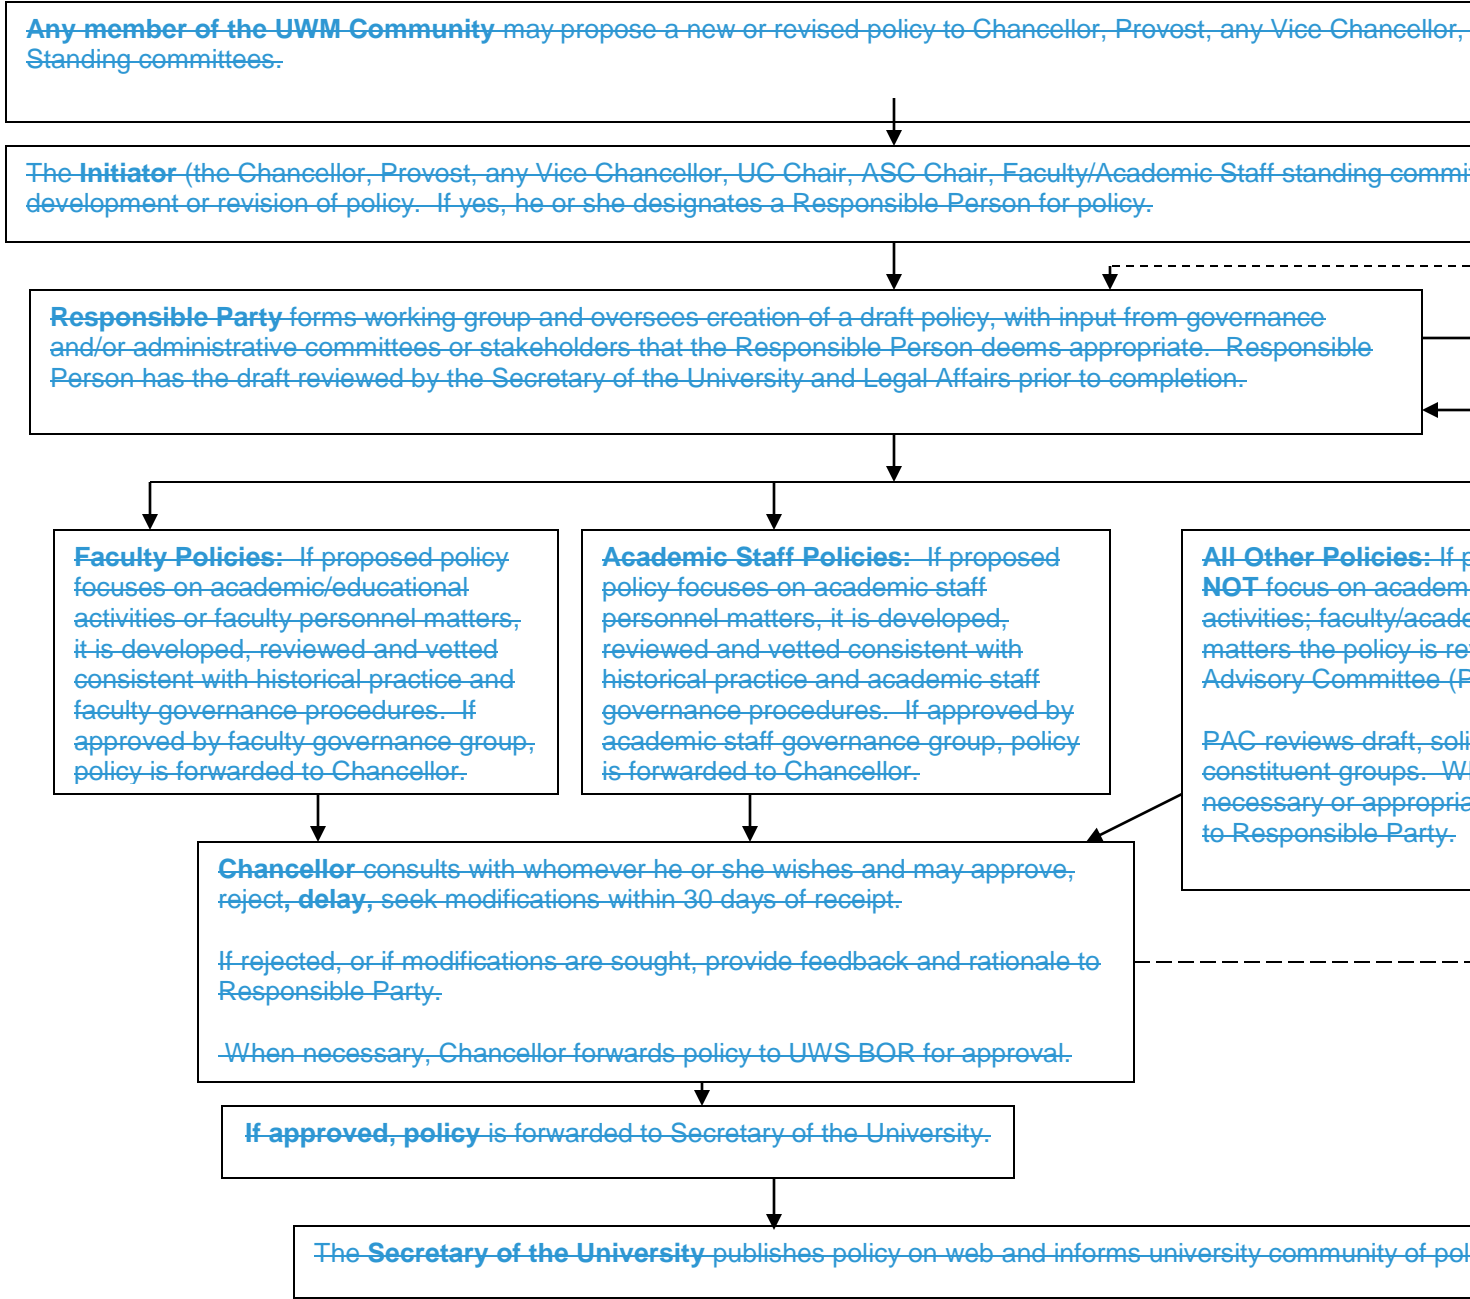 Any member of the UWM Community may propose a new or revised policy to Chancellor, Provost, any Vice Chancellor,
Standing committees.
The Initiator (the Chancellor, Provost, any Vice Chancellor, UC Chair, ASC Chair, Faculty/Academic Staff standing commit
development or revision of policy.  If yes, he or she designates a Responsible Person for policy.
Responsible Party forms working group and oversees creation of a draft policy, with input from governance
and/or administrative committees or stakeholders that the Responsible Person deems appropriate.  Responsible
Person has the draft reviewed by the Secretary of the University and Legal Affairs prior to completion.
Faculty Policies:  If proposed policy
focuses on academic/educational
activities or faculty personnel matters,
it is developed, reviewed and vetted
consistent with historical practice and
faculty governance procedures.  If
approved by faculty governance group,
policy is forwarded to Chancellor.
Academic Staff Policies:  If proposed
policy focuses on academic staff
personnel matters, it is developed,
reviewed and vetted consistent with
historical practice and academic staff
governance procedures.  If approved by
academic staff governance group, policy
is forwarded to Chancellor.
All Other Policies: If p
NOT focus on academ
activities; faculty/acade
matters the policy is re
Advisory Committee (P
PAC reviews draft, soli
constituent groups.  Wh
necessary or appropria
to Responsible Party.
Chancellor consults with whomever he or she wishes and may approve,
reject, delay, seek modifications within 30 days of receipt.
If rejected, or if modifications are sought, provide feedback and rationale to
Responsible Party.
When necessary, Chancellor forwards policy to UWS BOR for approval.
If approved, policy is forwarded to Secretary of the University.
The Secretary of the University publishes policy on web and informs university community of pol